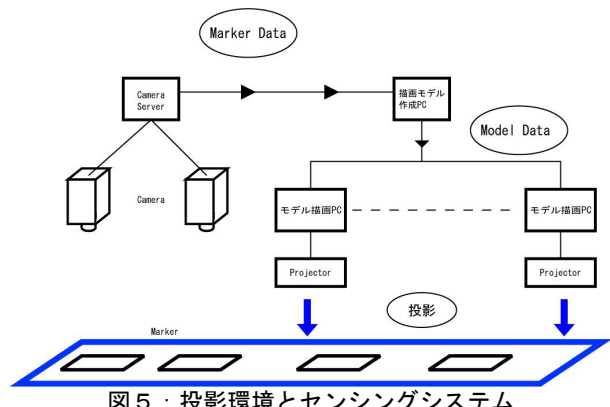 Marker Data
Camera
Server
描画モデル
作成PC
Model Data
Camera
モデル描画PC
モデル描画PC
Projector
Projector
投影
Marker
図5：投影環境とセンシングシステム